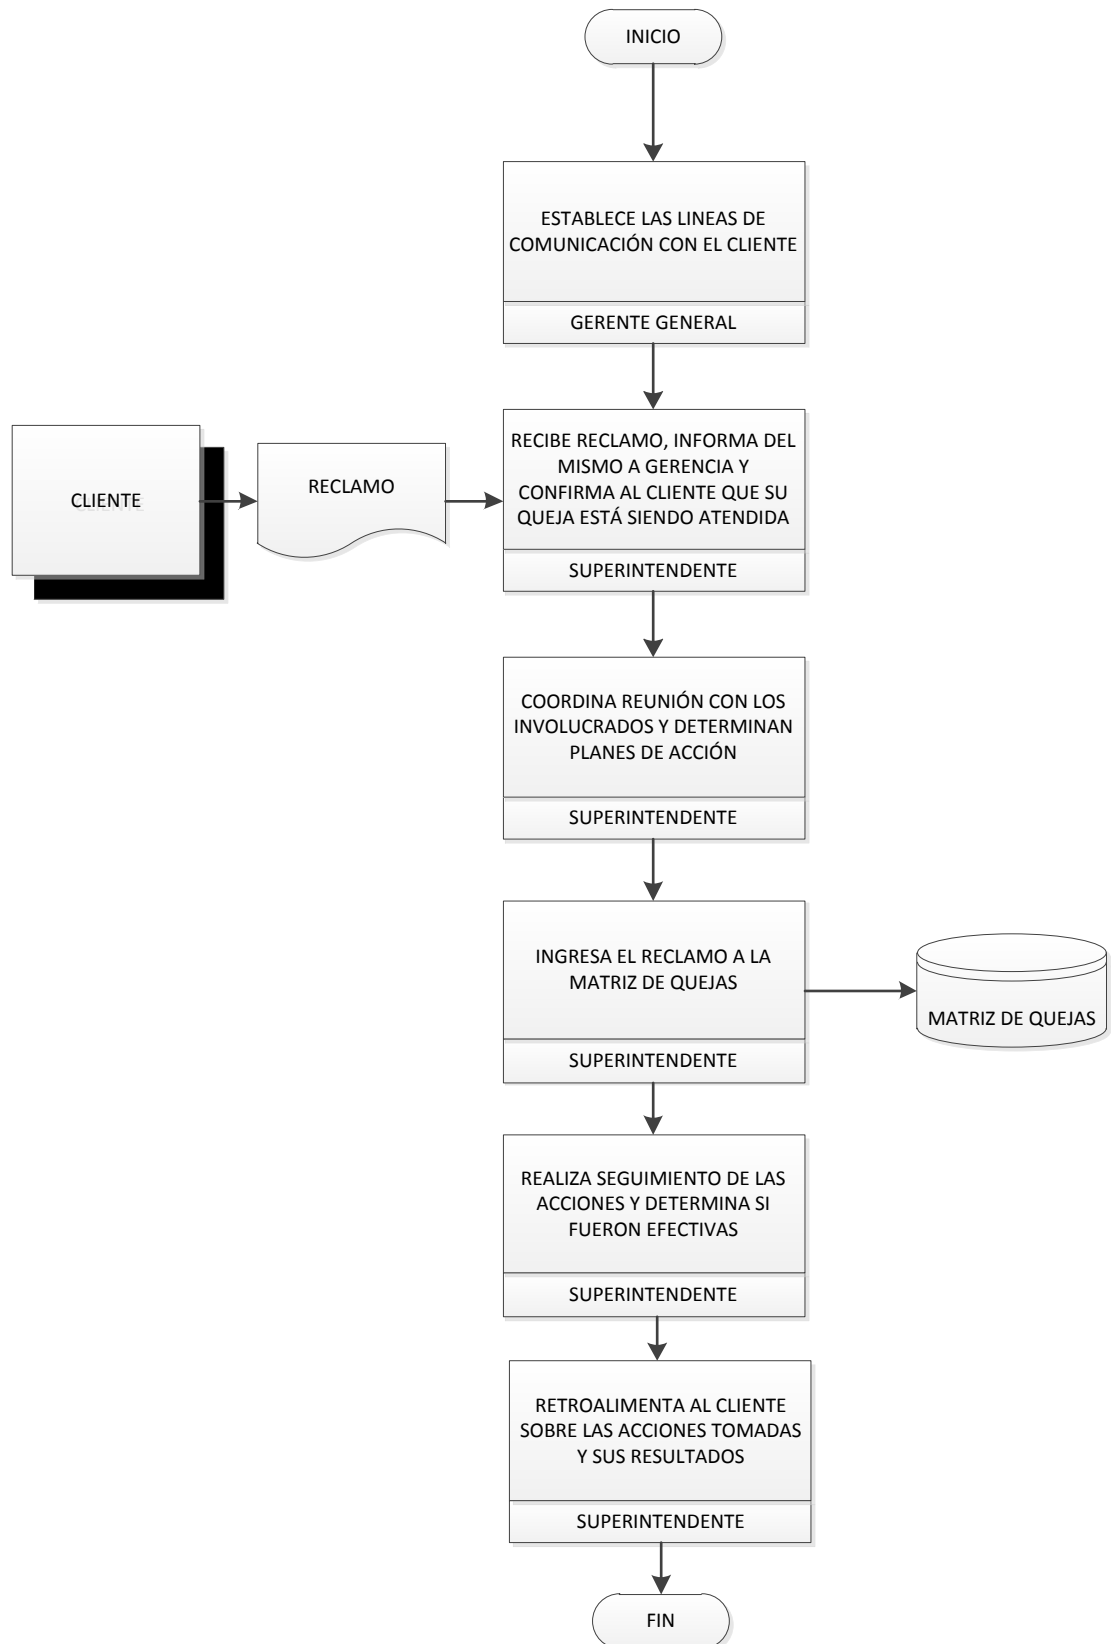 INICIO
ESTABLECE LAS LINEAS DE
COMUNICACIÓN CON EL CLIENTE
GERENTE GENERAL
CLIENTE
RECLAMO
RECIBE RECLAMO, INFORMA DEL
MISMO A GERENCIA Y
CONFIRMA AL CLIENTE QUE SU
QUEJA ESTÁ SIENDO ATENDIDA
SUPERINTENDENTE
COORDINA REUNIÓN CON LOS
INVOLUCRADOS Y DETERMINAN
PLANES DE ACCIÓN
SUPERINTENDENTE
INGRESA EL RECLAMO A LA
MATRIZ DE QUEJAS
SUPERINTENDENTE
MATRIZ DE QUEJAS
REALIZA SEGUIMIENTO DE LAS
ACCIONES Y DETERMINA SI
FUERON EFECTIVAS
SUPERINTENDENTE
RETROALIMENTA AL CLIENTE
SOBRE LAS ACCIONES TOMADAS
Y SUS RESULTADOS
SUPERINTENDENTE
FIN